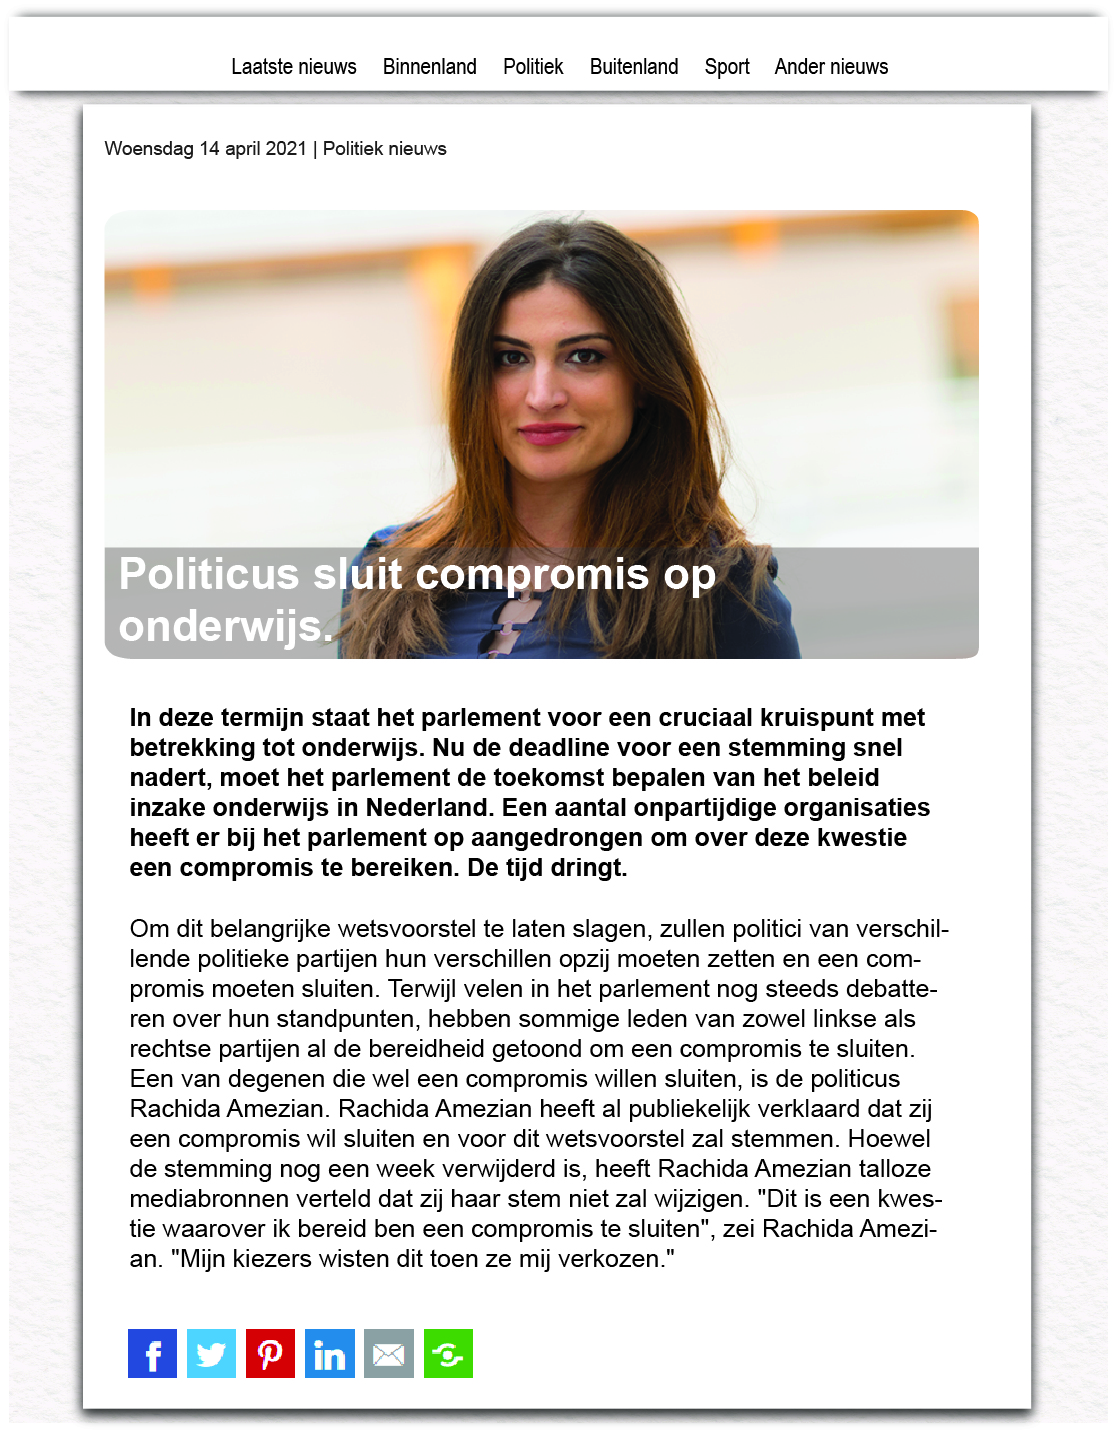 Laatste nieuws Binnenland Politiek Buitenland Sport Ander nieuws
Woensdag 14 april 2021 | Politiek nieuws
Politicus sluit compromis op
onderwijs.
In deze termijn staat het parlement voor een cruciaal kruispunt met
betrekking tot onderwijs. Nu de deadline voor een stemming snel
nadert, moet het parlement de toekomst bepalen van het beleid
inzake onderwijs in Nederland. Een aantal onpartijdige organisaties
heeft er bij het parlement op aangedrongen om over deze kwestie
een compromis te bereiken. De tijd dringt.
Om dit belangrijke wetsvoorstel te laten slagen, zullen politici van verschil-
lende politieke partijen hun verschillen opzij moeten zetten en een com-
promis moeten sluiten. Terwijl velen in het parlement nog steeds debatte-
ren over hun standpunten, hebben sommige leden van zowel linkse als
rechtse partijen al de bereidheid getoond om een compromis te sluiten.
Een van degenen die wel een compromis willen sluiten, is de politicus
Rachida Amezian. Rachida Amezian heeft al publiekelijk verklaard dat zij
een compromis wil sluiten en voor dit wetsvoorstel zal stemmen. Hoewel
de stemming nog een week verwijderd is, heeft Rachida Amezian talloze
mediabronnen verteld dat zij haar stem niet zal wijzigen. "Dit is een kwes-
tie waarover ik bereid ben een compromis te sluiten", zei Rachida Amezi-
an. "Mijn kiezers wisten dit toen ze mij verkozen."